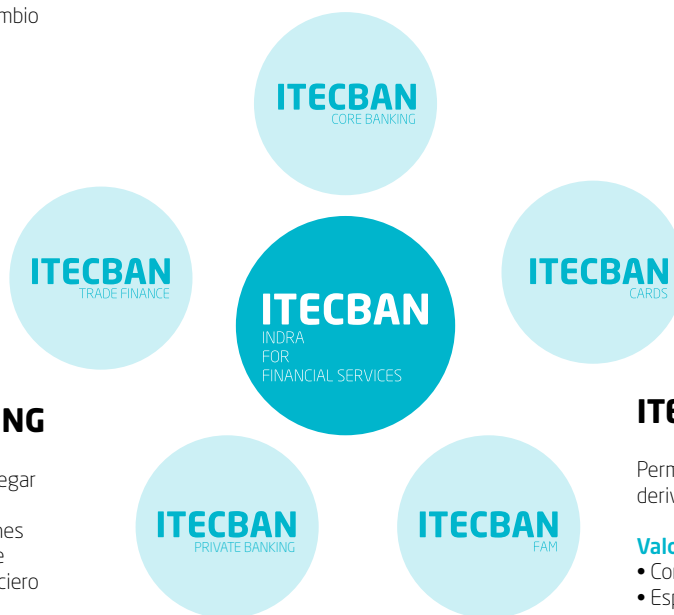 mbio
ITECBAN
CORE BANKING
ITECBAN
TRADE FINANCE
ITECBAN
CARDS
ITECBAN
INDRA
FOR
FINANCIAL SERVICES
NG
egar
nes
e
ciero
ITECBAN
PRIVATE BANKING
ITECBAN
FAM
ITE
Perm
deriv
Valo
• Cor
• Esp